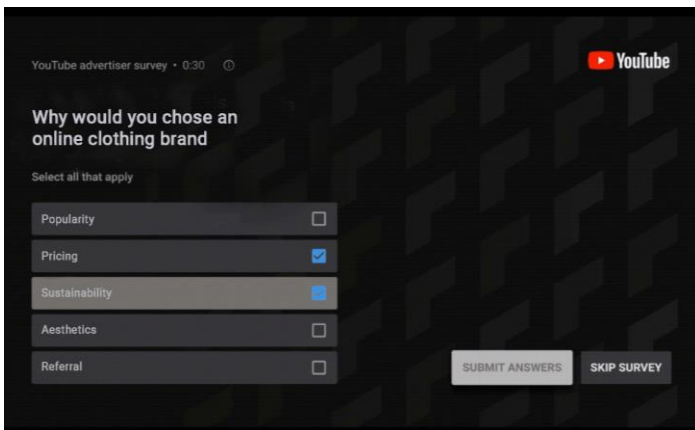 YouTube advertiser survey • 0:30
YouTube
Why would you chose an
online clothing brand
Select all that apply
Popularity
Pricing
Sustainability
Aesthetics
Referral
SUBMIT ANSWERS
SKIP SURVEY